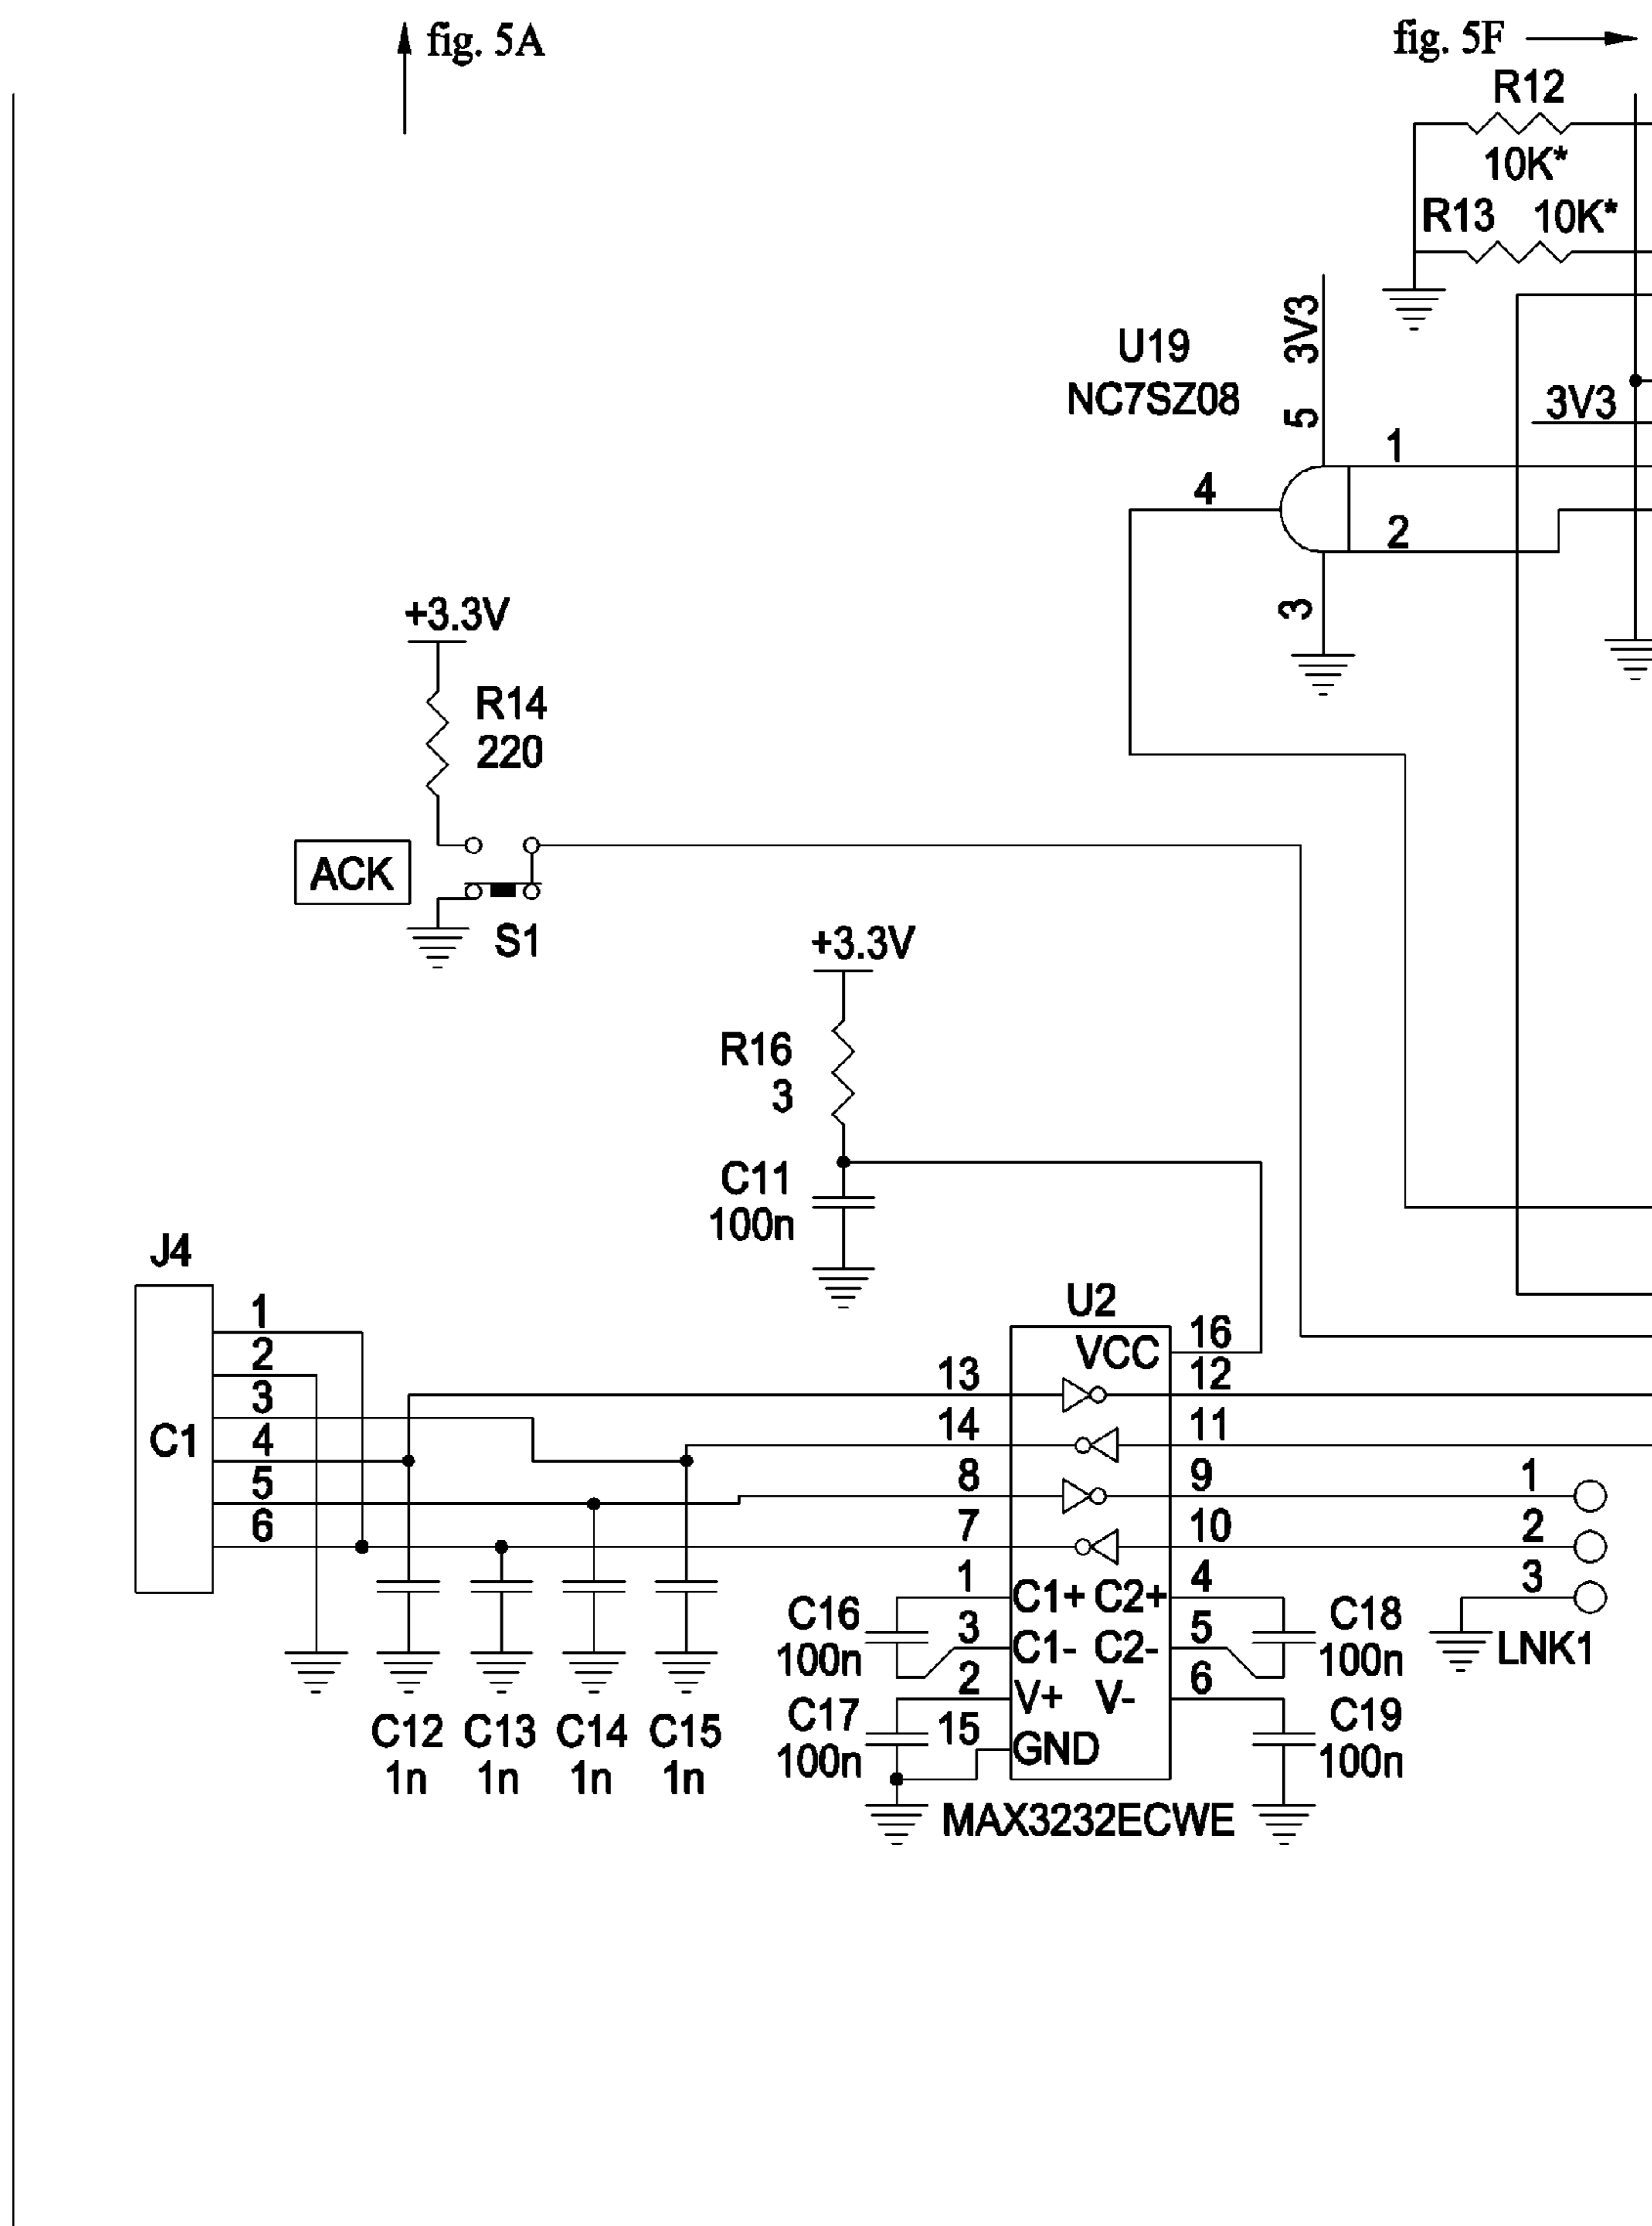 fig. 5A
fig. 5F
R12
10K*
R13 10K*
3V3
U19
NC7SZ08
5
3V3
1
4
2
3
+3.3V
R14
220
ACK
S1
+3.3V
R16
3
C11
100n
J4
C1
1
2
3
4
5
6
U2
VCC
16
13
12
14
11
8
9
7
10
1
2
3
LNK1
1
C1+ C2+
4
3
C1- C2-
5
2
V+ V-
6
15
GND
C16
100n
C18
100n
C17
100n
C19
100n
C12 C13 C14 C15
1n 1n 1n 1n
MAX3232ECWE